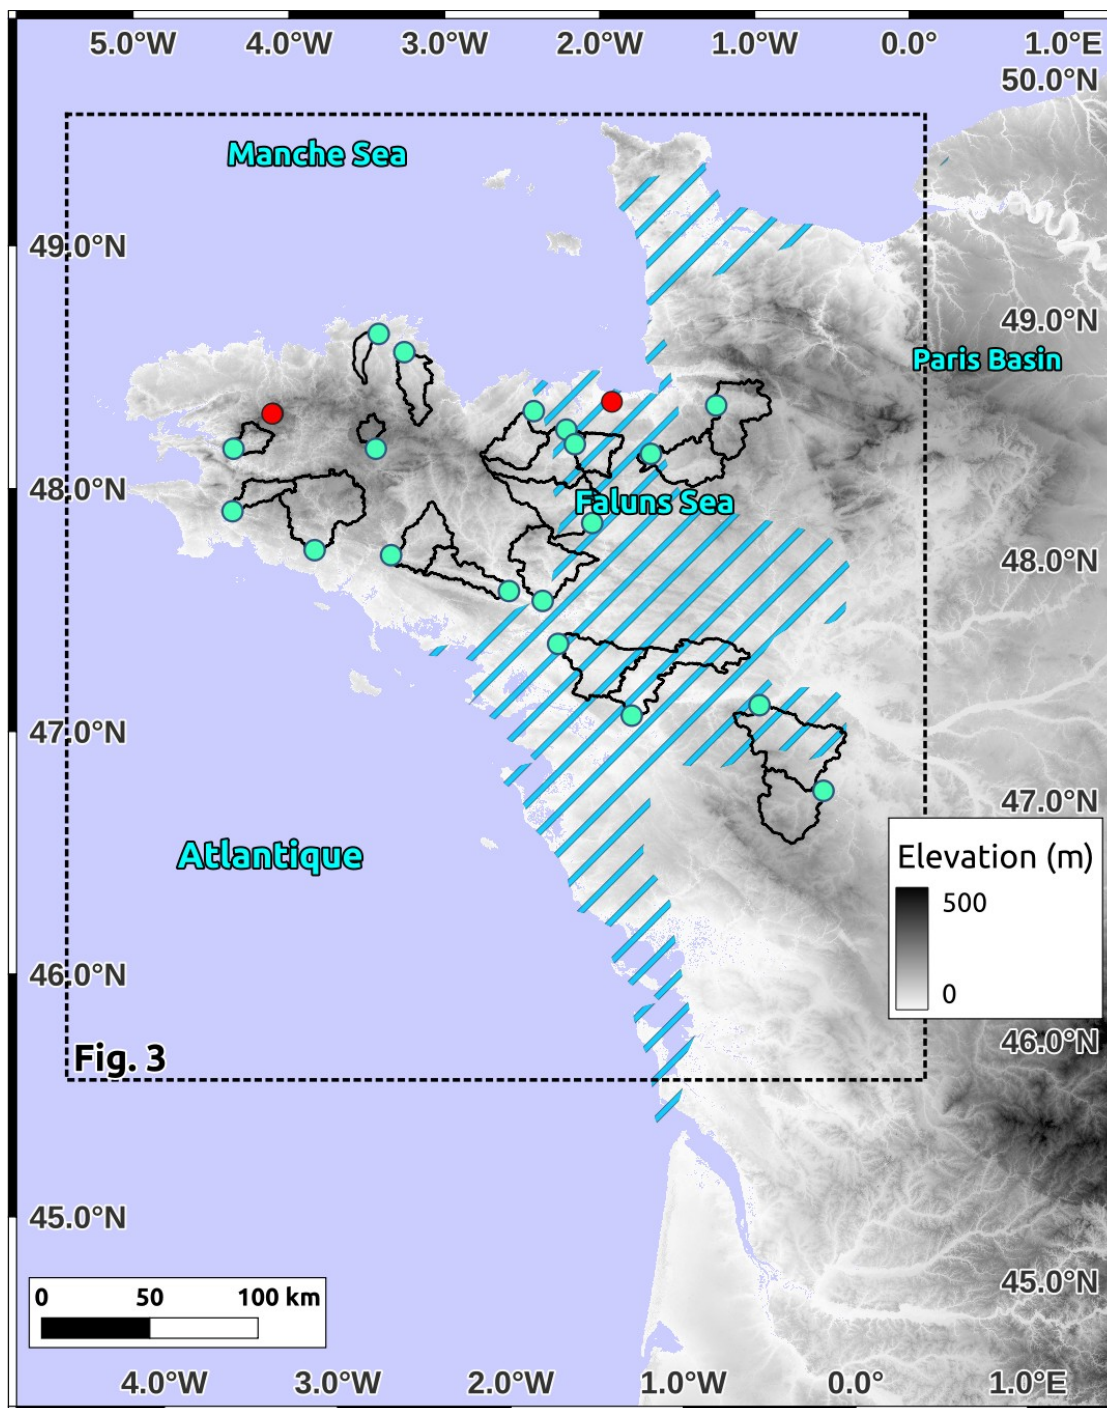 5.0°W 4.0°W 3.0°W 2.0°W 1.0°W 0.0° 1.0°E
50.0°N
Manche Sea
49.0°N
49.0°N
Paris Basin
48.0°N
Faluns Sea
48.0°N
47.0°N
47.0°N
Atlantique
Elevation (m)
500
0
46.0°N
46.0°N
Fig. 3
45.0°N
45.0°N
0 50 100 km
4.0°W 3.0°W 2.0°W 1.0°W 0.0° 1.0°E